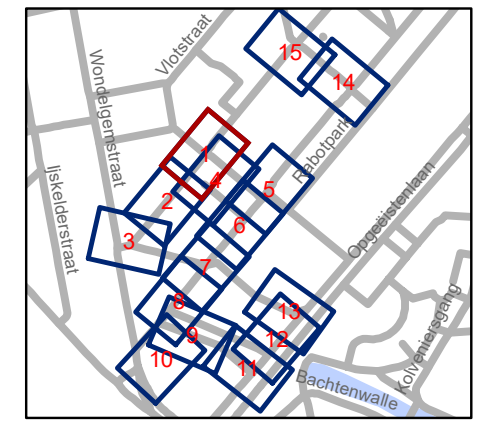 15
14
Vlotstraat
Wondelgemstraat
Rabotpark
1
4
5
2
Ijskelderstraat
3
6
Opgeëistenlaan
7
8
13
9
12
10
11
Kolveniersgang
Bachtenwalle